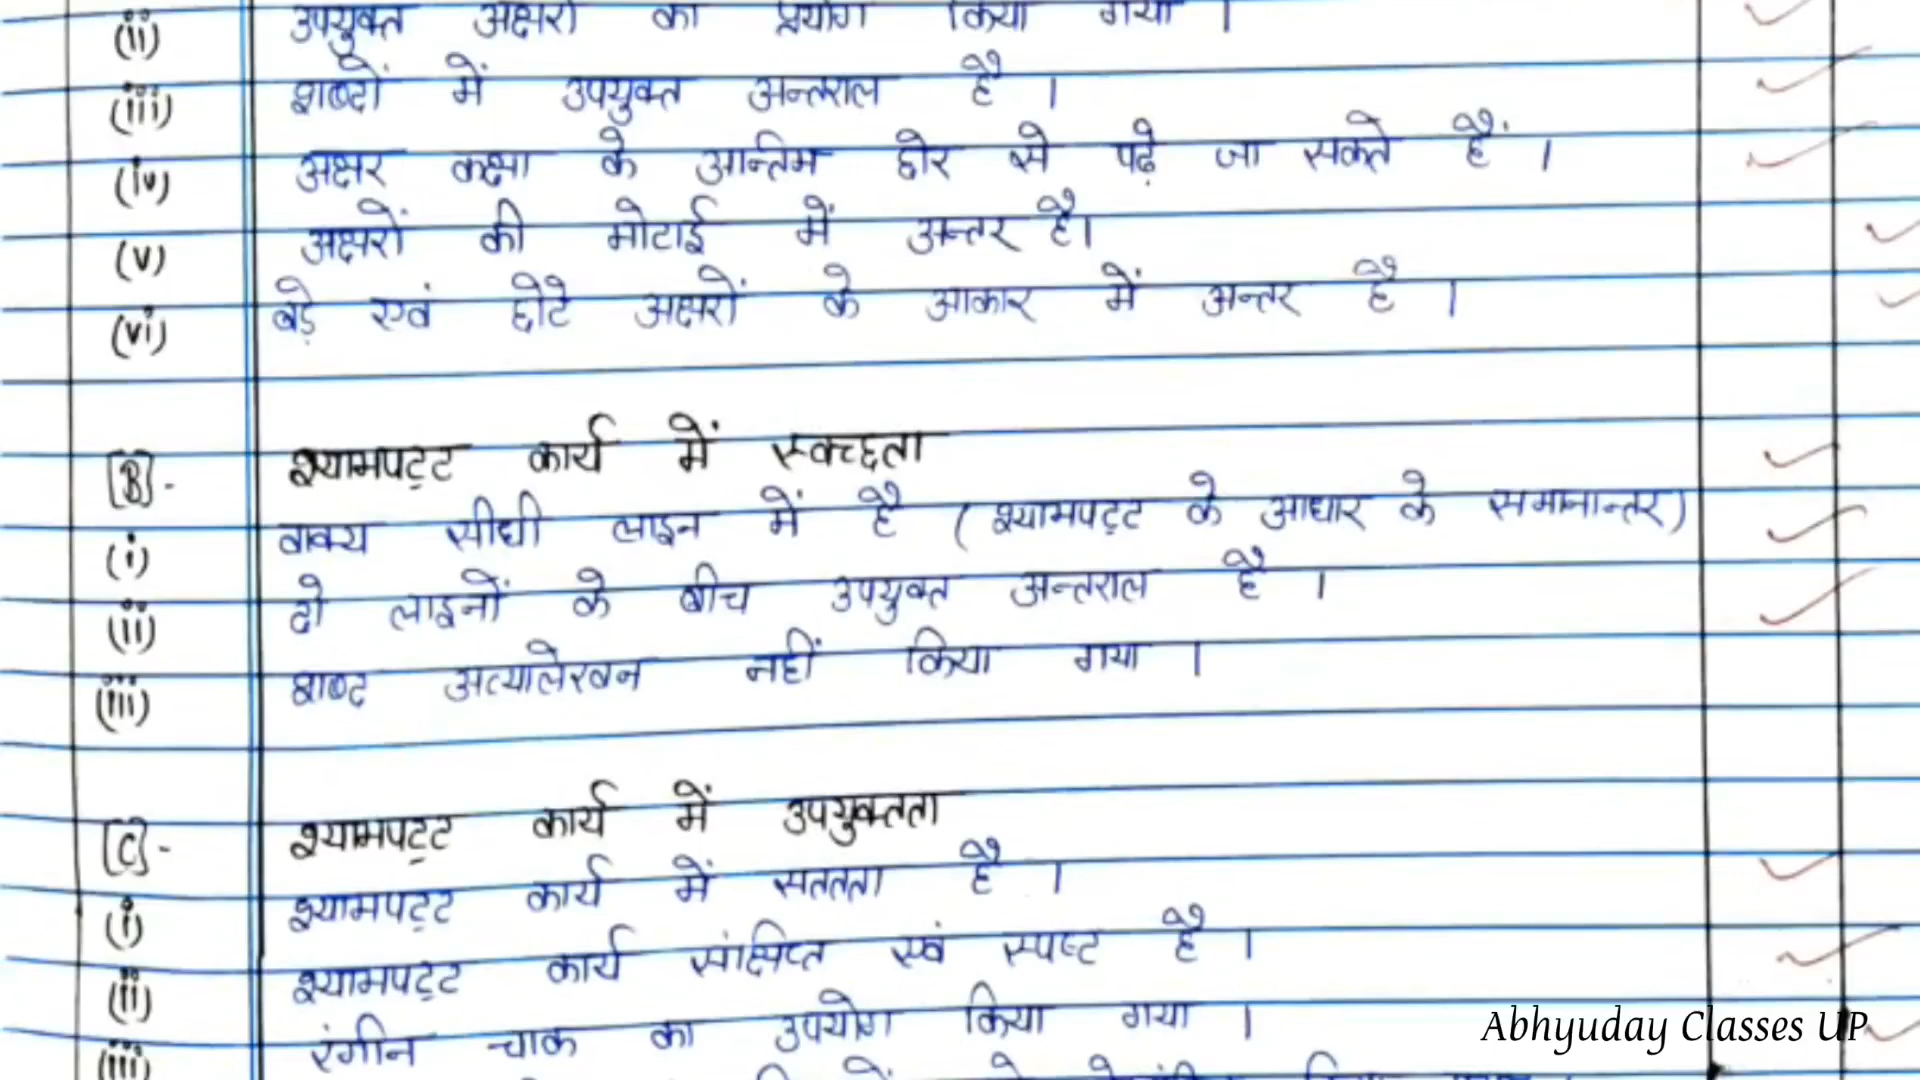 (ii) उपयुक्त अक्षरों का प्रयोग किया गया ।
(iii) शब्दों में उपयुक्त अन्तराल है ।
(iv) अक्षर कक्षा के अन्तिम छोर से पढ़े जा सकते हैं ।
(v) अक्षरों की मोटाई में अन्तर है।
(vi) बड़े एवं छोटे अक्षरों के आकार में अन्तर है ।
[B]- श्यामपट्ट कार्य में स्वच्छता
(i) वाक्य सीधी लाइन में है ( श्यामपट्ट के आधार के समानान्तर)
(ii) दो लाइनों के बीच उपयुक्त अन्तराल है ।
(iii) शब्द अत्यालेखन नहीं किया गया ।
[C]- श्यामपट्ट कार्य में उपयुक्तता
(i) श्यामपट्ट कार्य में सततता है ।
(ii) श्यामपट्ट कार्य संक्षिप्त एवं स्पष्ट है ।
(iii) रंगीन चाक का उपयोग किया गया ।
Abhyuday Classes UP